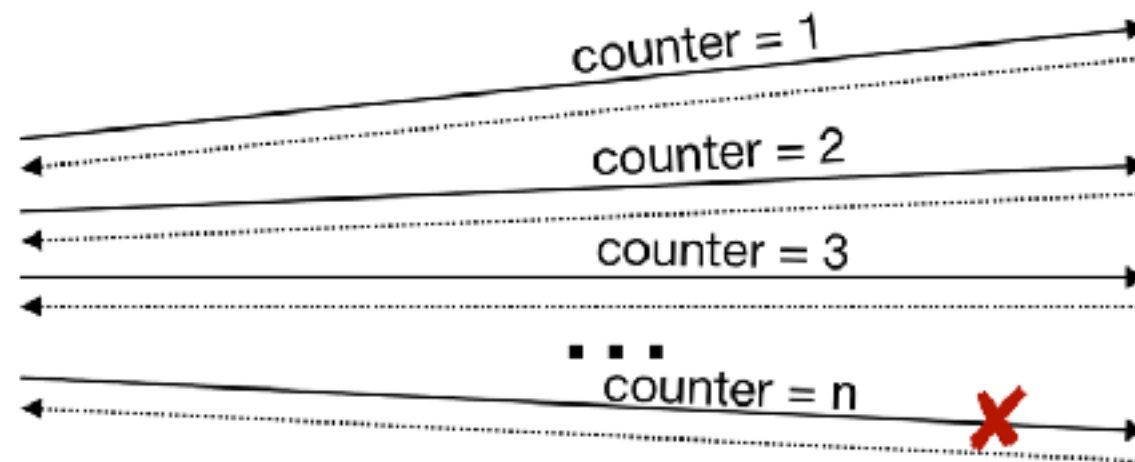 counter = 1
counter = 2
counter = 3
...
counter = n